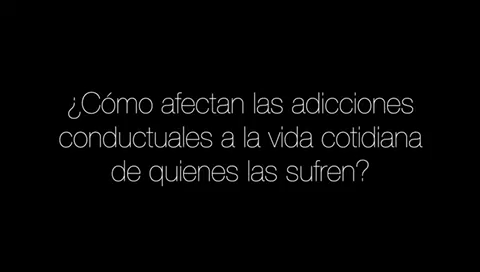 ¿Cómo afectan las adicciones
conductuales a la vida cotidiana
de quienes las sufren?